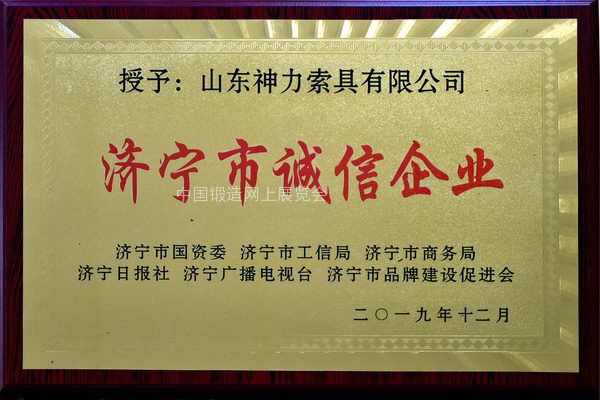 授予：山东神力索具有限公司
济宁市诚信企业
中国锻造网上展览会
济宁市国资委 济宁市工信局 济宁市商务局
济宁日报社 济宁广播电视台 济宁市品牌建设促进会
二〇一九年十二月